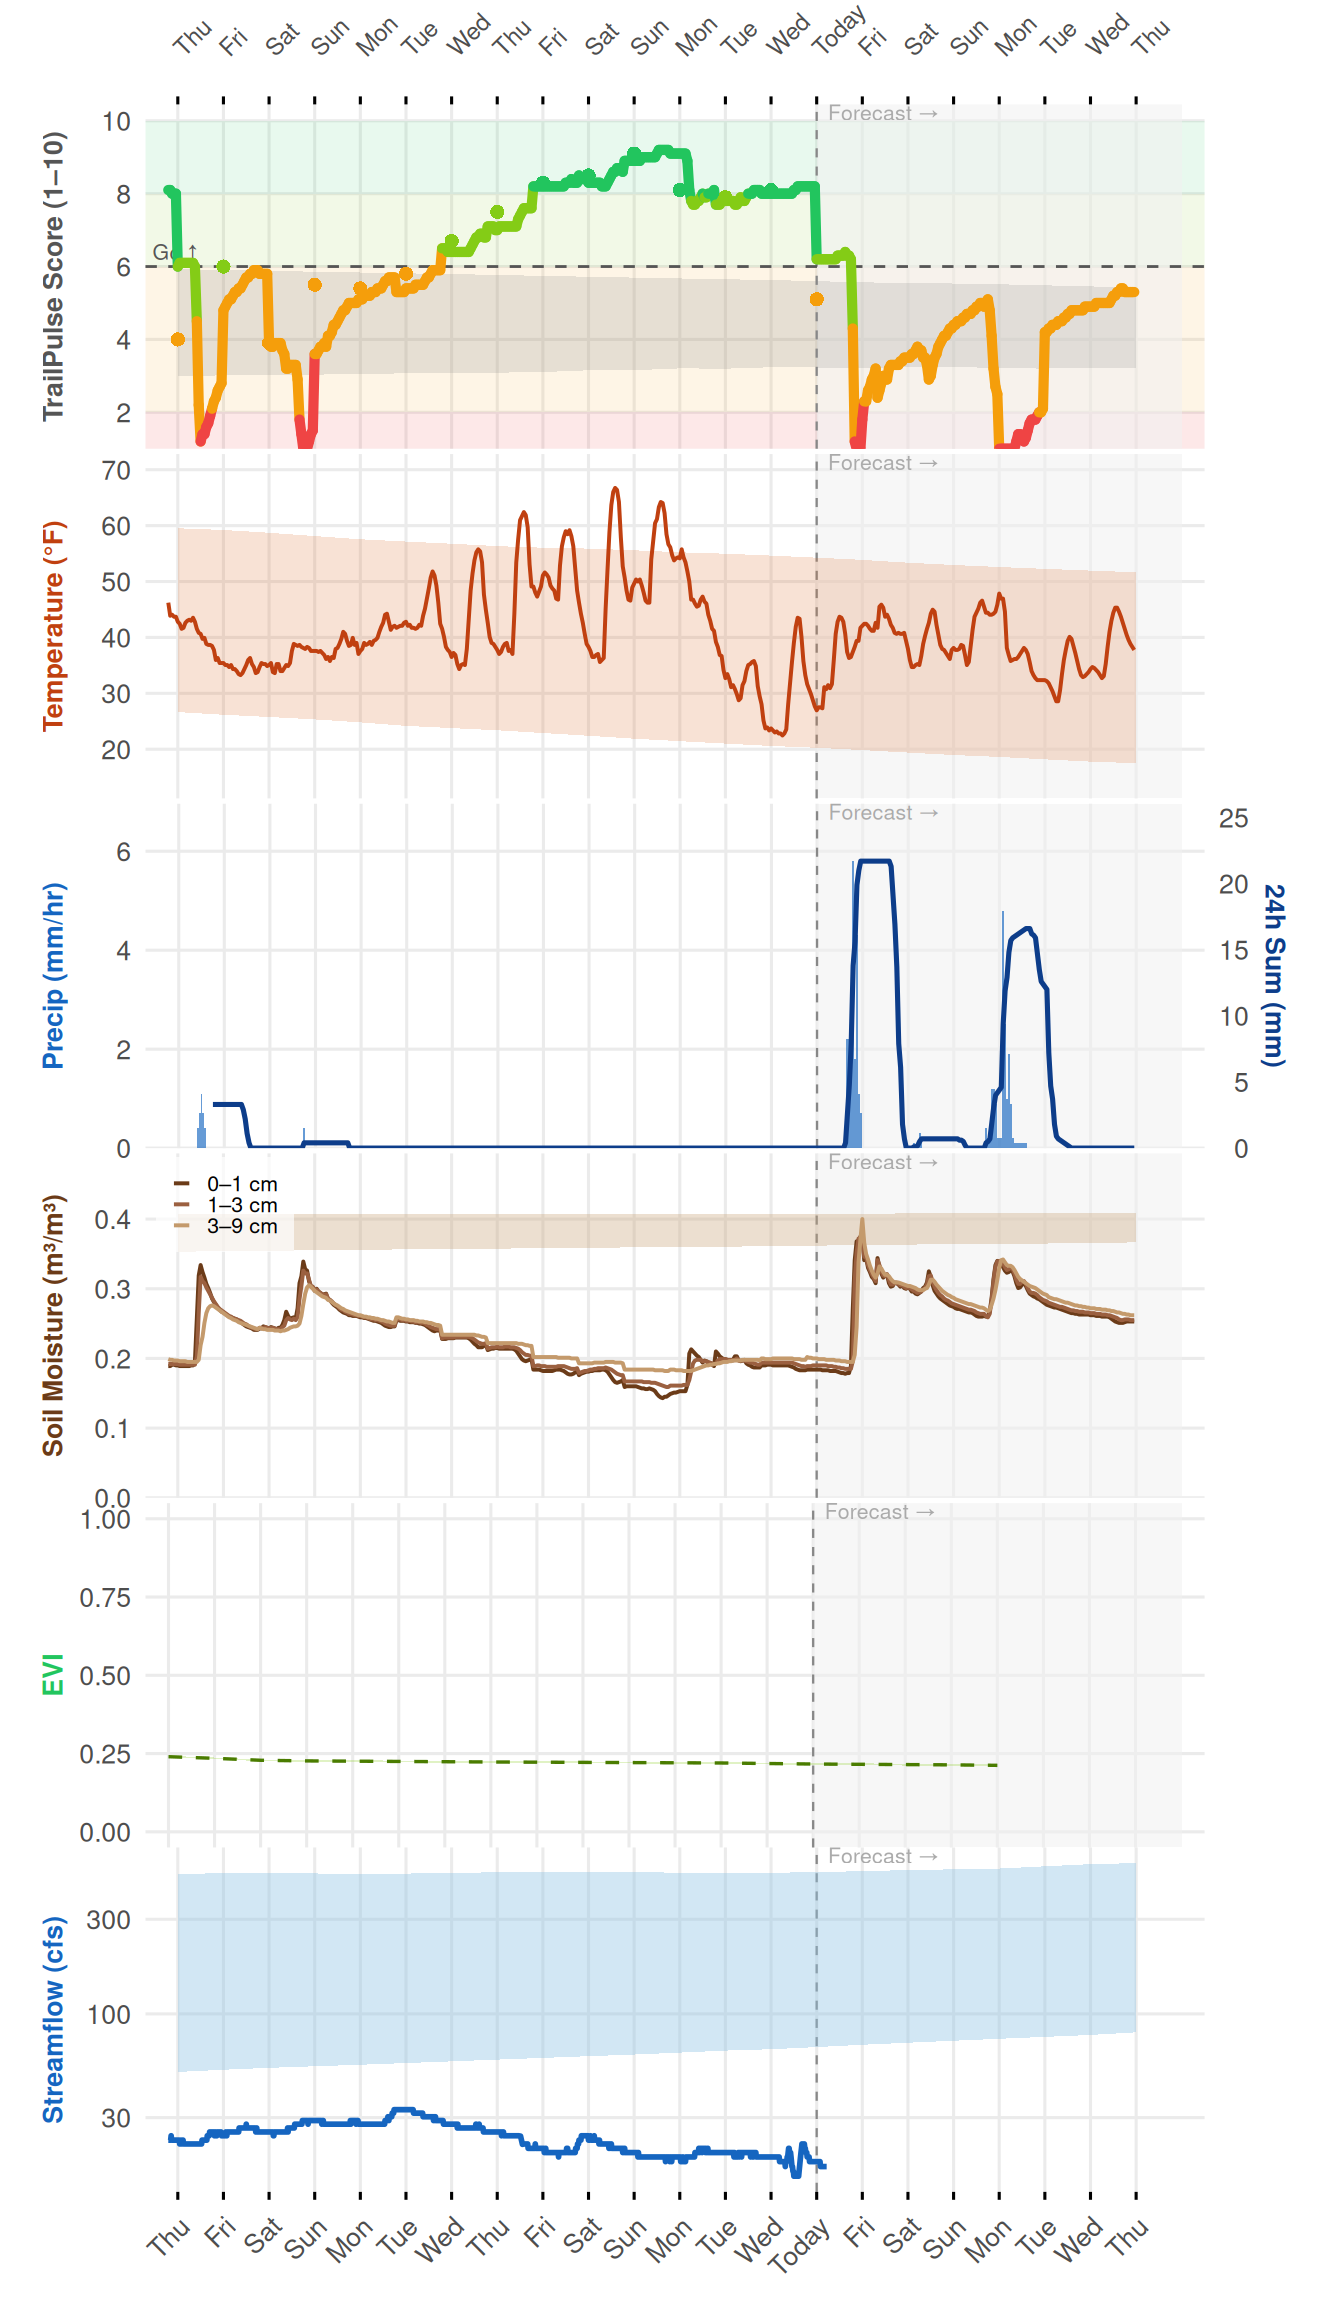 Thu Fri Sat Sun Mon Tue Wed Thu Fri Sat Sun Mon Tue Wed Today Fri Sat Sun Mon Tue Wed Thu
TrailPulse Score (1–10)
10
8
6
4
2
Go ↑
Forecast →
Temperature (°F)
70
60
50
40
30
20
Forecast →
Precip (mm/hr)
6
4
2
0
Forecast →
25
20
15
10
5
0
24h Sum (mm)
Soil Moisture (m³/m³)
0.4
0.3
0.2
0.1
0.0
0–1 cm
1–3 cm
3–9 cm
Forecast →
EVI
1.00
0.75
0.50
0.25
0.00
Forecast →
Streamflow (cfs)
300
100
30
Forecast →
Thu Fri Sat Sun Mon Tue Wed Thu Fri Sat Sun Mon Tue Wed Today Fri Sat Sun Mon Tue Wed Thu